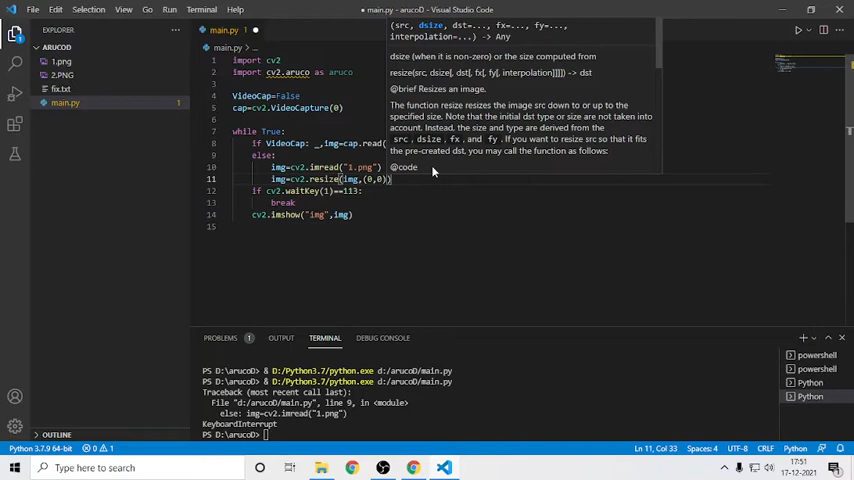 File Edit Selection View Go Run Terminal Help
● main.py - arucoD - Visual Studio Code
EXPLORER
main.py
ARUCOD
1.png
2.PNG
fix.txt
main.py 1
main.py > ...
(src, dsize, dst=..., fx=..., fy=...,
interpolation=...) -> Any
dsize (when it is non-zero) or the size computed from
resize(src, dsize[, dst[, fx[, fy[, interpolation]]]]) -> dst
@brief Resizes an image.
The function resize resizes the image src down to or up to the
specified size. Note that the initial dst type or size are not taken into
account. Instead, the size and type are derived from the
src, dsize, fx, and fy. If you want to resize src so that it fits
the pre-created dst, you may call the function as follows:
@code
1 import cv2
2 import cv2.aruco as aruco
3
4 VideoCap=False
5 cap=cv2.VideoCapture(0)
6
7 while True:
8 if VideoCap: _,img=cap.read(
9 else:
10 img=cv2.imread("1.png")
11 img=cv2.resize(img,(0,0))
12 if cv2.waitKey(1)==113:
13 break
14 cv2.imshow("img",img)
15
PROBLEMS 1 OUTPUT TERMINAL DEBUG CONSOLE
PS D:\arucoD> & D:/Python3.7/python.exe d:/arucoD/main.py
PS D:\arucoD> & D:/Python3.7/python.exe d:/arucoD/main.py
Traceback (most recent call last):
File "d:/arucoD/main.py", line 9, in <module>
else: img=cv2.imread("1.png")
KeyboardInterrupt
PS D:\arucoD>
powershell
powershell
Python
Python
OUTLINE
Python 3.7.9 64-bit 0 1 Ln 11, Col 33 Spaces: 4 UTF-8 CRLF Python
Type here to search
17:51
17-12-2021